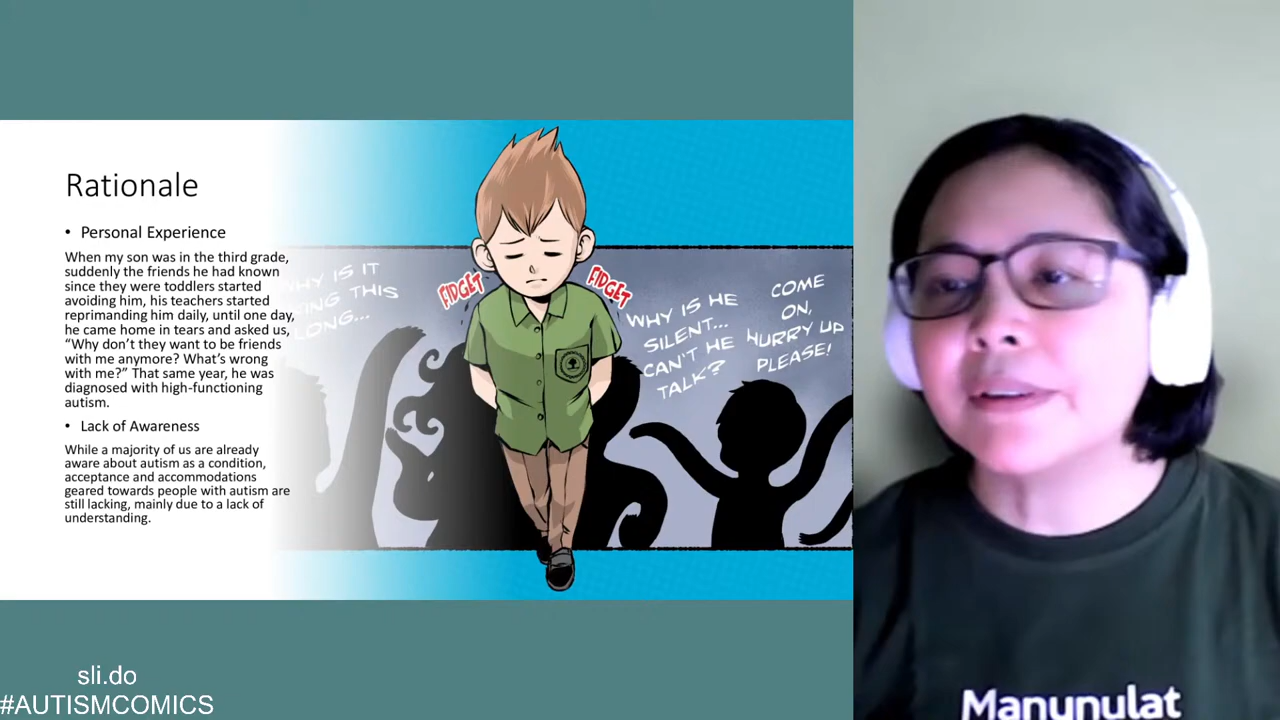 Rationale
• Personal Experience
When my son was in the third grade,
suddenly the friends he had known
since they were toddlers started
avoiding him, his teachers started
reprimanding him daily, until one day,
he came home in tears and asked us,
“Why don’t they want to be friends
with me anymore? What’s wrong
with me?” That same year, he was
diagnosed with high-functioning
autism.
• Lack of Awareness
While a majority of us are already
aware about autism as a condition,
acceptance and accommodations
geared towards people with autism are
still lacking, mainly due to a lack of
understanding.
WHY IS IT
THIS
LONG...
FIDGET
FIDGET
WHY IS HE
SILENT...
CAN'T HE
TALK?
COME
ON,
HURRY UP
PLEASE!
sli.do
#AUTISMCOMICS
Manunulat